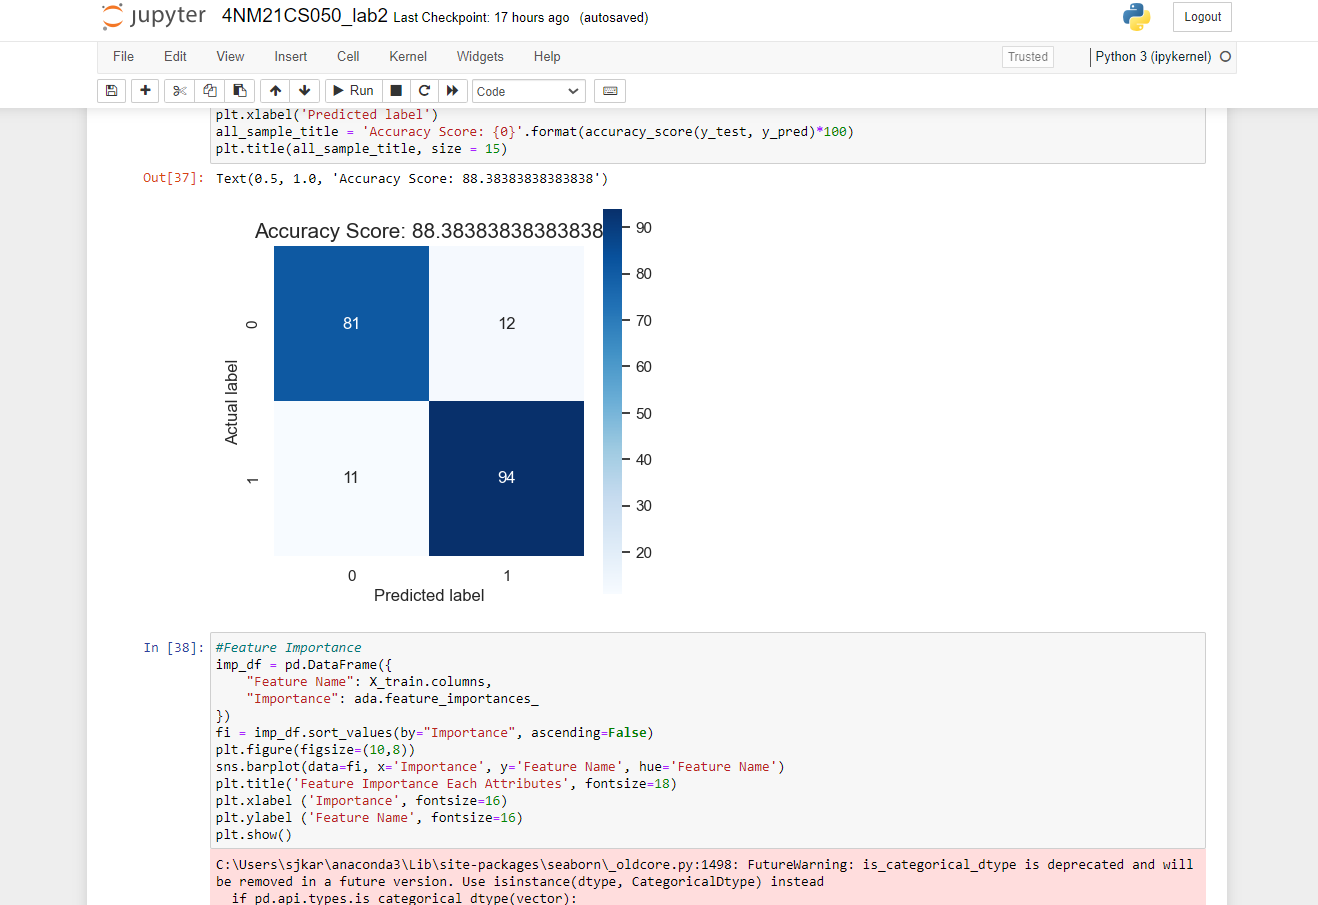 jupyter 4NM21CS050_lab2 Last Checkpoint: 17 hours ago (autosaved)
Logout
File Edit View Insert Cell Kernel Widgets Help
Trusted
Python 3 (ipykernel)
Run
Code
plt.xlabel('Predicted label')
all_sample_title = 'Accuracy Score: {0}'.format(accuracy_score(y_test, y_pred)*100)
plt.title(all_sample_title, size = 15)
Out[37]: Text(0.5, 1.0, 'Accuracy Score: 88.38383838383838')
Accuracy Score: 88.38383838383838
90
80
70
60
50
40
30
20
0
81
12
Actual label
1
11
94
0
1
Predicted label
In [38]: #Feature Importance
imp_df = pd.DataFrame({
    "Feature Name": X_train.columns,
    "Importance": ada.feature_importances_
})
fi = imp_df.sort_values(by="Importance", ascending=False)
plt.figure(figsize=(10,8))
sns.barplot(data=fi, x='Importance', y='Feature Name', hue='Feature Name')
plt.title('Feature Importance Each Attributes', fontsize=18)
plt.xlabel ('Importance', fontsize=16)
plt.ylabel ('Feature Name', fontsize=16)
plt.show()
C:\Users\sjkar\anaconda3\Lib\site-packages\seaborn\_oldcore.py:1498: FutureWarning: is_categorical_dtype is deprecated and will
be removed in a future version. Use isinstance(dtype, CategoricalDtype) instead
  if pd.api.types.is_categorical_dtype(vector):